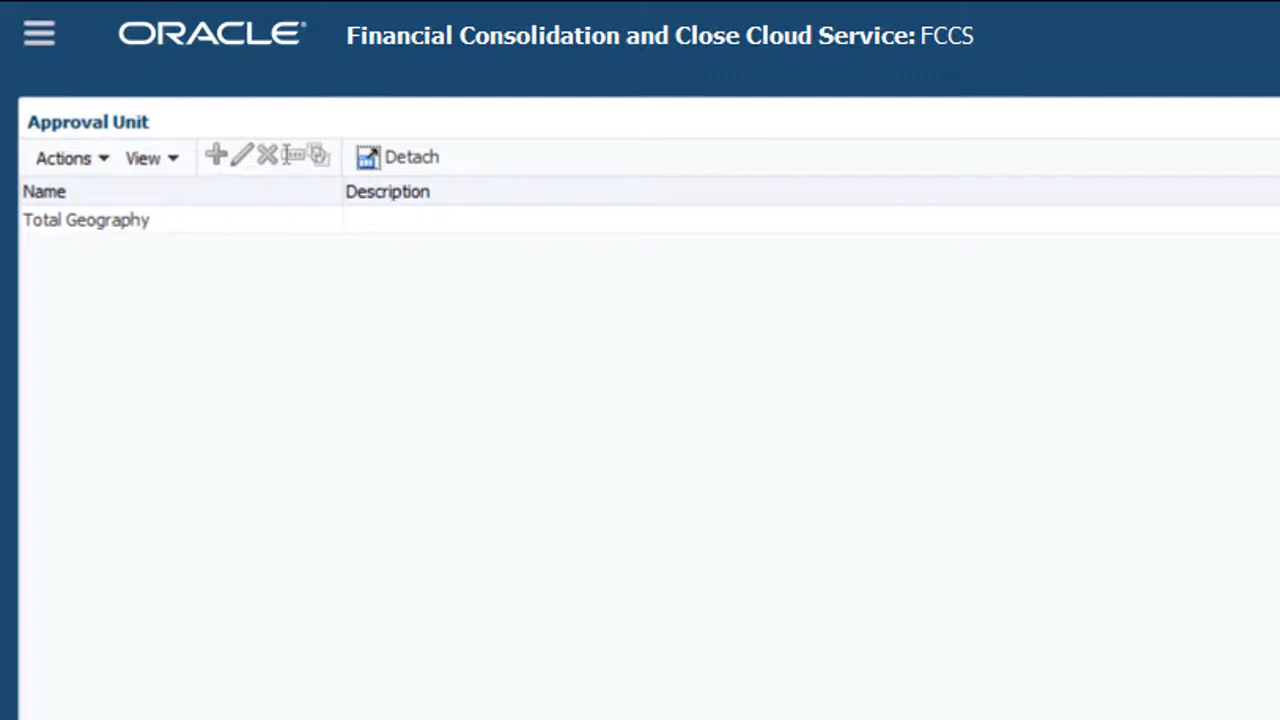 ORACLE® Financial Consolidation and Close Cloud Service: FCCS
Approval Unit
Actions View Detach
Name Description
Total Geography